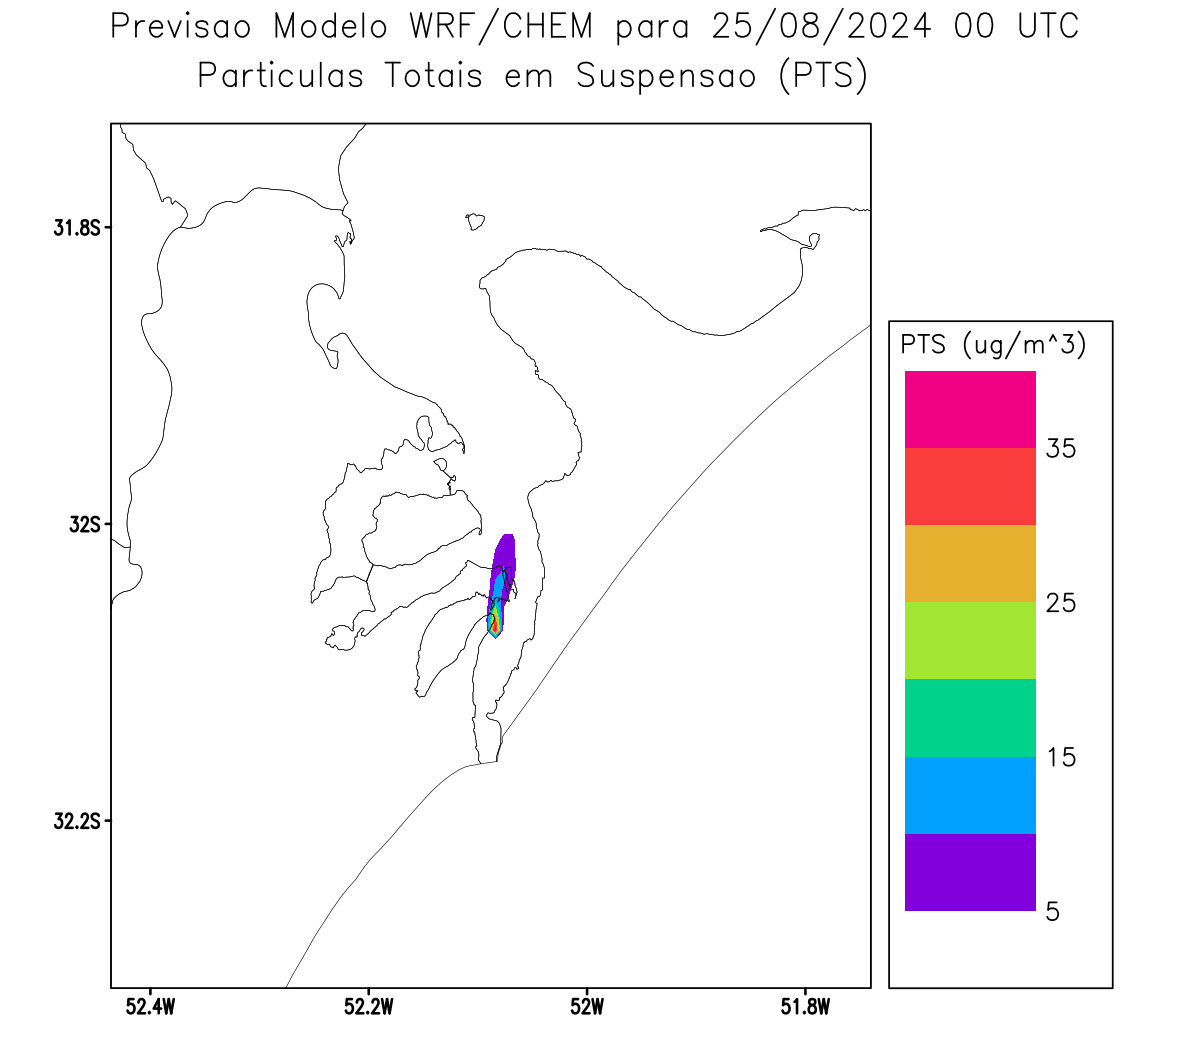 Previsao Modelo WRF/CHEM para 25/08/2024 00 UTC
Particulas Totais em Suspensao (PTS)
31.8S
32S
32.2S
52.4W
52.2W
52W
51.8W
PTS (ug/m^3)
35
25
15
5